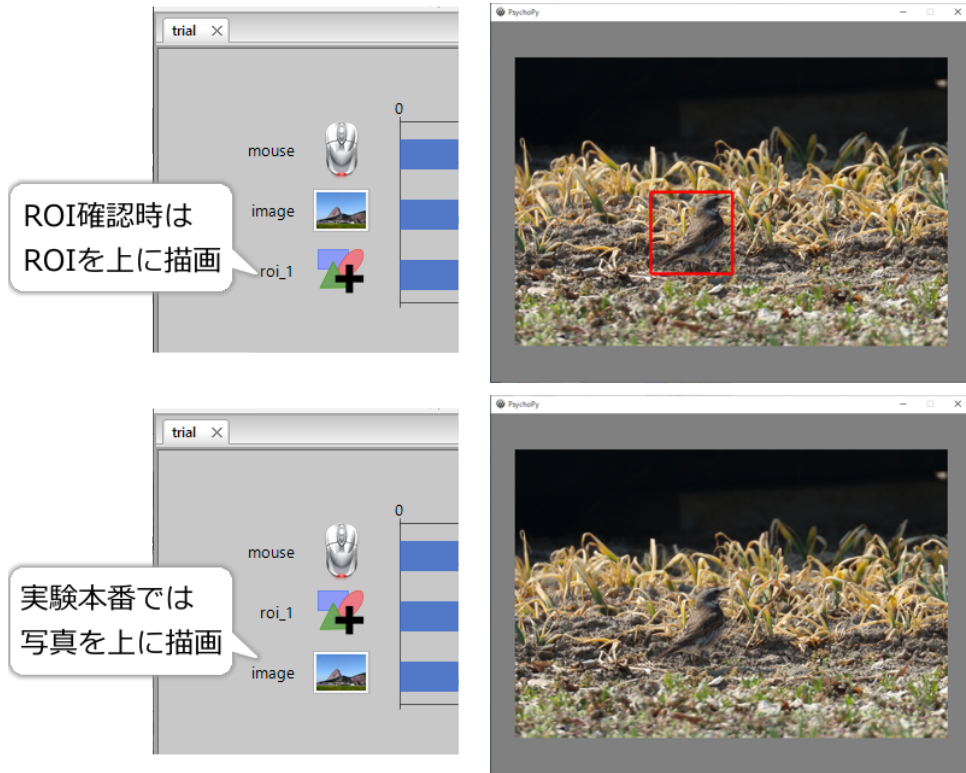 trial
PsychoPy
0
mouse
image
roi_1
ROI確認時は
ROIを上に描画
trial
PsychoPy
0
mouse
roi_1
image
実験本番では
写真を上に描画